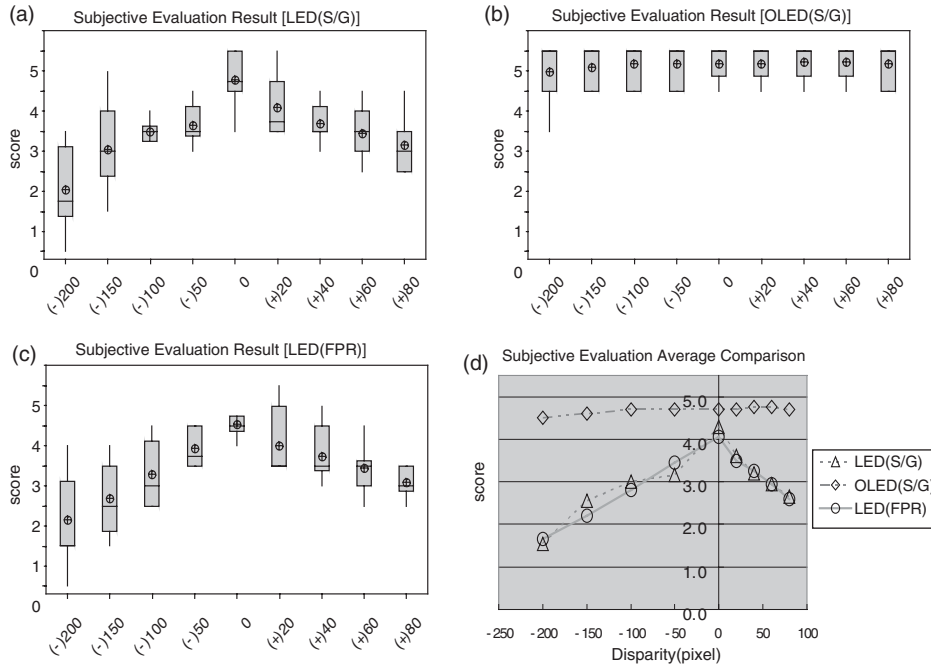 (a)
Subjective Evaluation Result [LED(S/G)]
score
5
4
3
2
1
0
(-)200 (-)150 (-)100 (-)50 0 (+)20 (+)40 (+)60 (+)80
(b)
Subjective Evaluation Result [OLED(S/G)]
score
5
4
3
2
1
0
(-)200 (-)150 (-)100 (-)50 0 (+)20 (+)40 (+)60 (+)80
(c)
Subjective Evaluation Result [LED(FPR)]
score
5
4
3
2
1
0
(-)200 (-)150 (-)100 (-)50 0 (+)20 (+)40 (+)60 (+)80
(d)
Subjective Evaluation Average Comparison
score
5.0
4.0
3.0
2.0
1.0
0.0
-250 -200 -150 -100 -50 0 50 100
Disparity(pixel)
LED(S/G)
OLED(S/G)
LED(FPR)